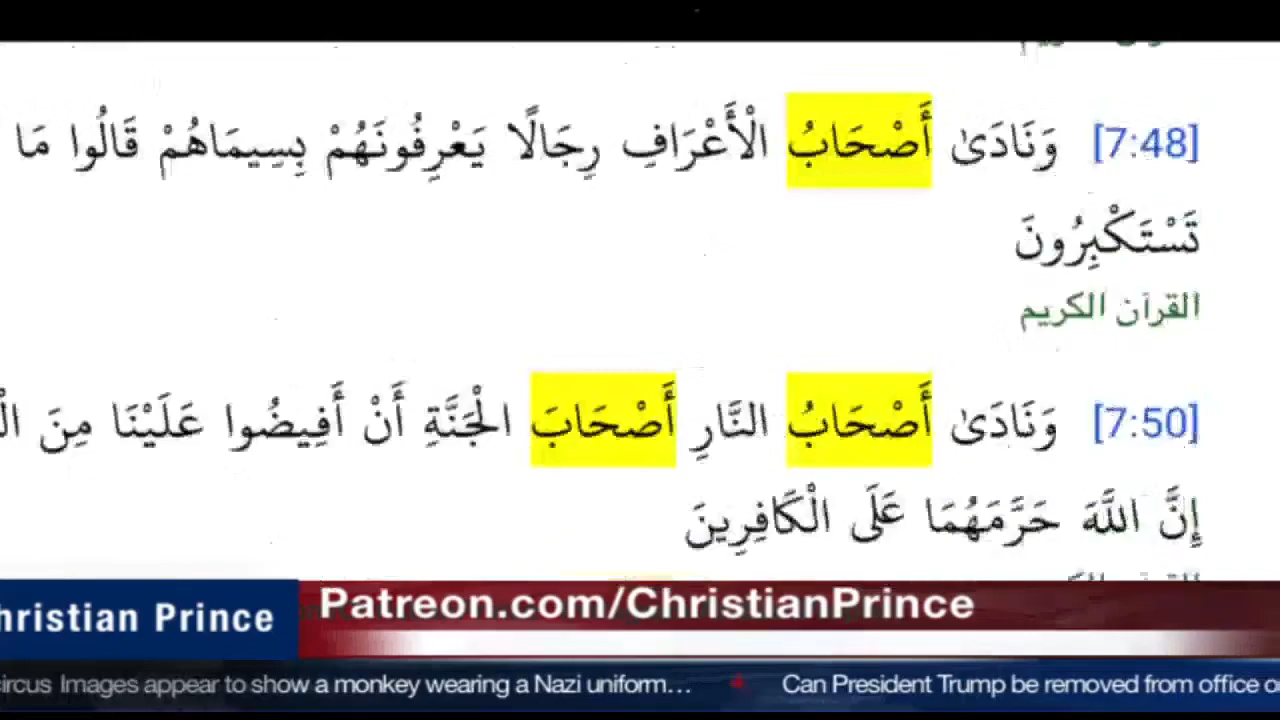 [7:48] وَنَادَىٰ أَصْحَابُ الْأَعْرَافِ رِجَالًا يَعْرِفُونَهُمْ بِسِيمَاهُمْ قَالُوا مَا
تَسْتَكْبِرُونَ
القرآن الكريم
[7:50] وَنَادَىٰ أَصْحَابُ النَّارِ أَصْحَابَ الْجَنَّةِ أَنْ أَفِيضُوا عَلَيْنَا مِنَ
إِنَّ اللَّهَ حَرَّمَهُمَا عَلَى الْكَافِرِينَ
hristian Prince
Patreon.com/ChristianPrince
ircus Images appear to show a monkey wearing a Nazi uniform... Can President Trump be removed from office